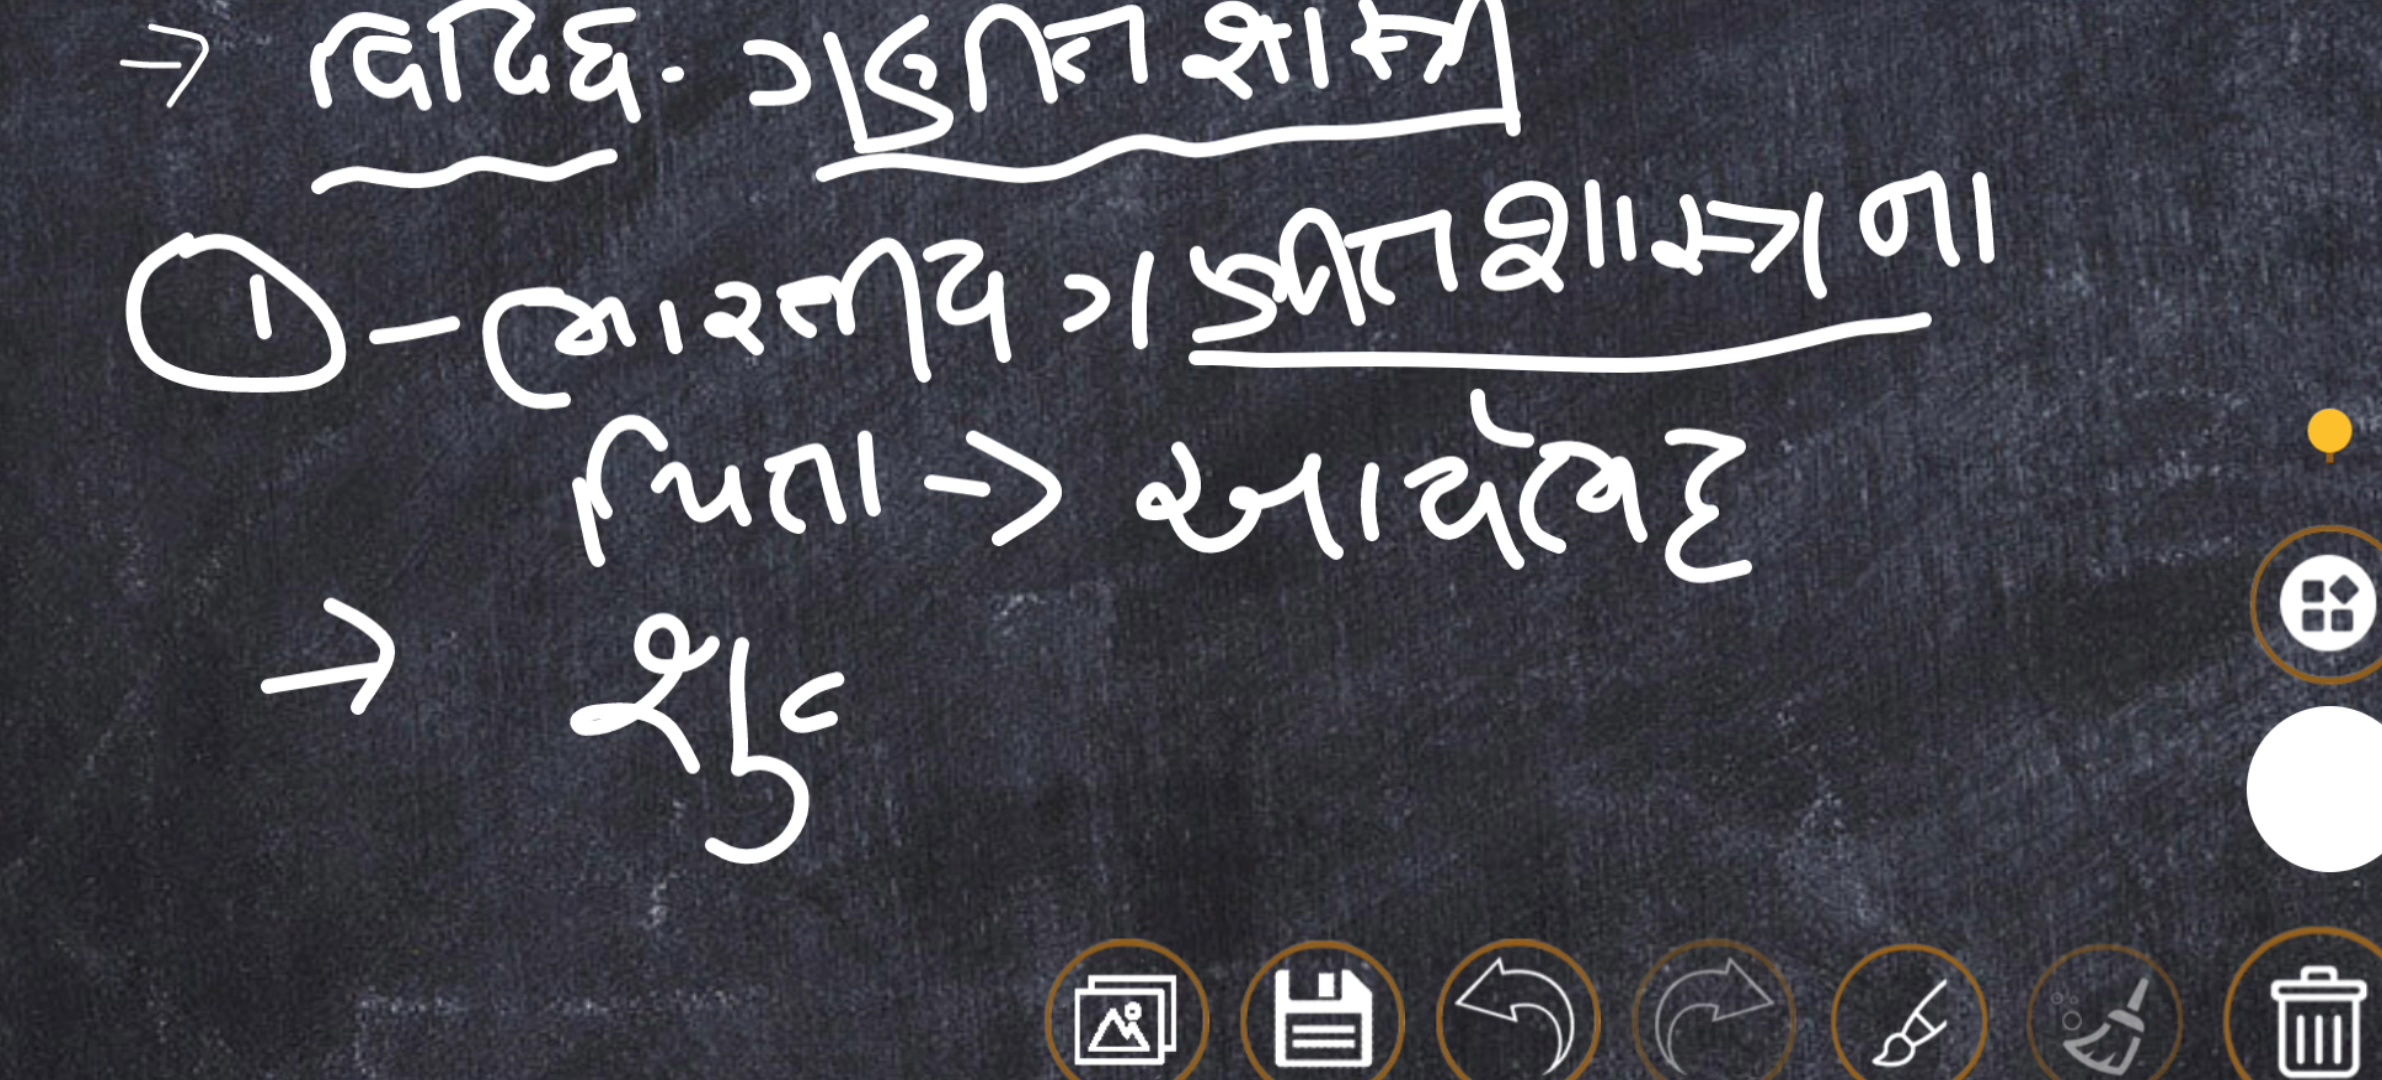 → વિવિધ. ગણિતશાસ્ત્રી
① - ભારતીય ગણિતશાસ્ત્રના
પિતા → આર્યભટ્ટ
→ શું